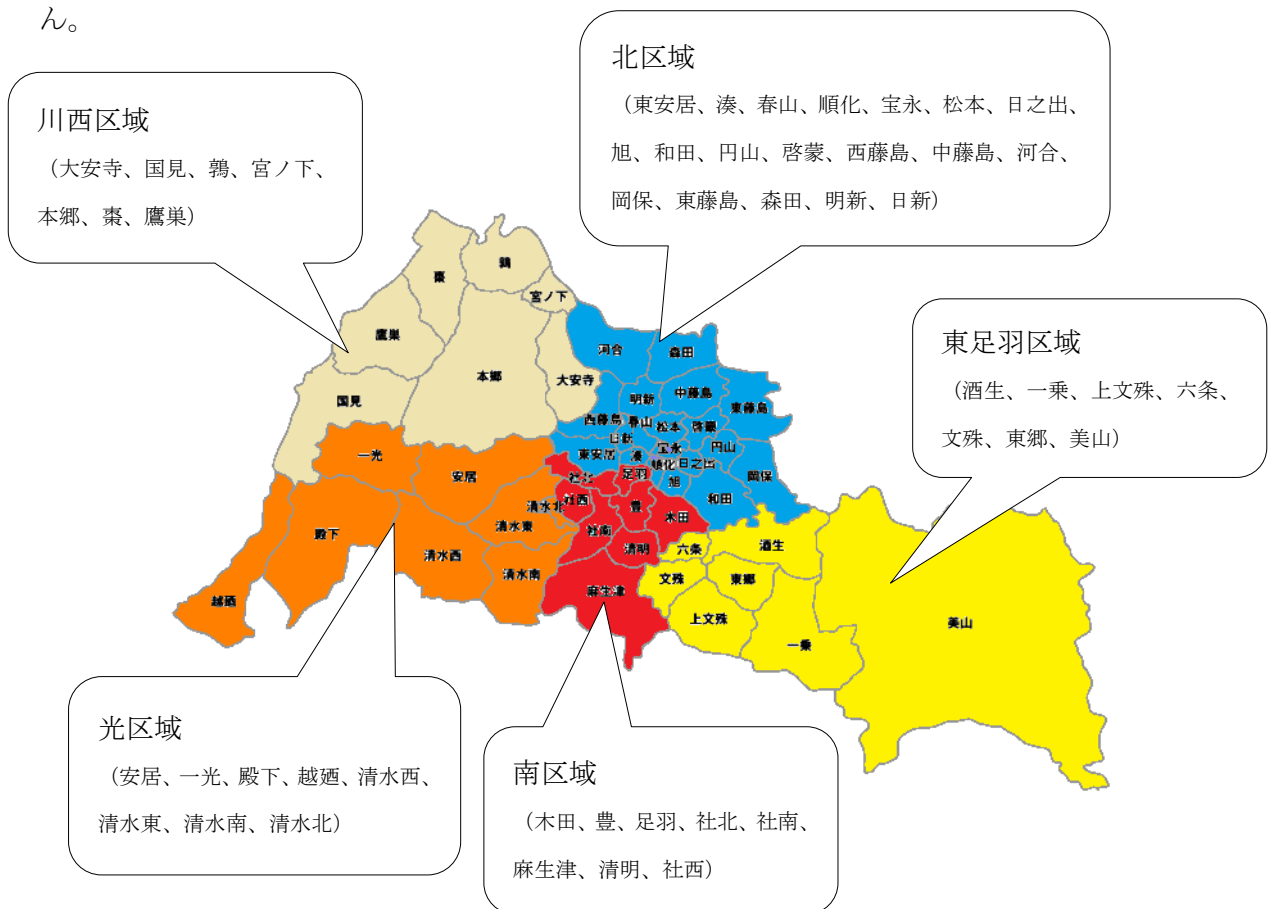 ん。
北区域
（東安居、湊、春山、順化、宝永、松本、日之出、
旭、和田、円山、啓蒙、西藤島、中藤島、河合、
岡保、東藤島、森田、明新、日新）
川西区域
（大安寺、国見、鶉、宮ノ下、
本郷、棗、鷹巣）
東足羽区域
（酒生、一乗、上文殊、六条、
文殊、東郷、美山）
鶉
棗
宮ノ下
鷹巣
河合
森田
本郷
大安寺
中藤島
国見
明新
東藤島
西藤島
春山
松本
啓蒙
日新
宝永
円山
一光
東安居
湊
順化
日之出
安居
社北
足羽
旭
岡保
社西
和田
清水北
豊
木田
清水東
社南
殿下
清水西
清明
六条
酒生
清水南
文殊
東郷
越廼
麻生津
上文殊
一乗
美山
光区域
（安居、一光、殿下、越廼、清水西、
清水東、清水南、清水北）
南区域
（木田、豊、足羽、社北、社南、
麻生津、清明、社西）